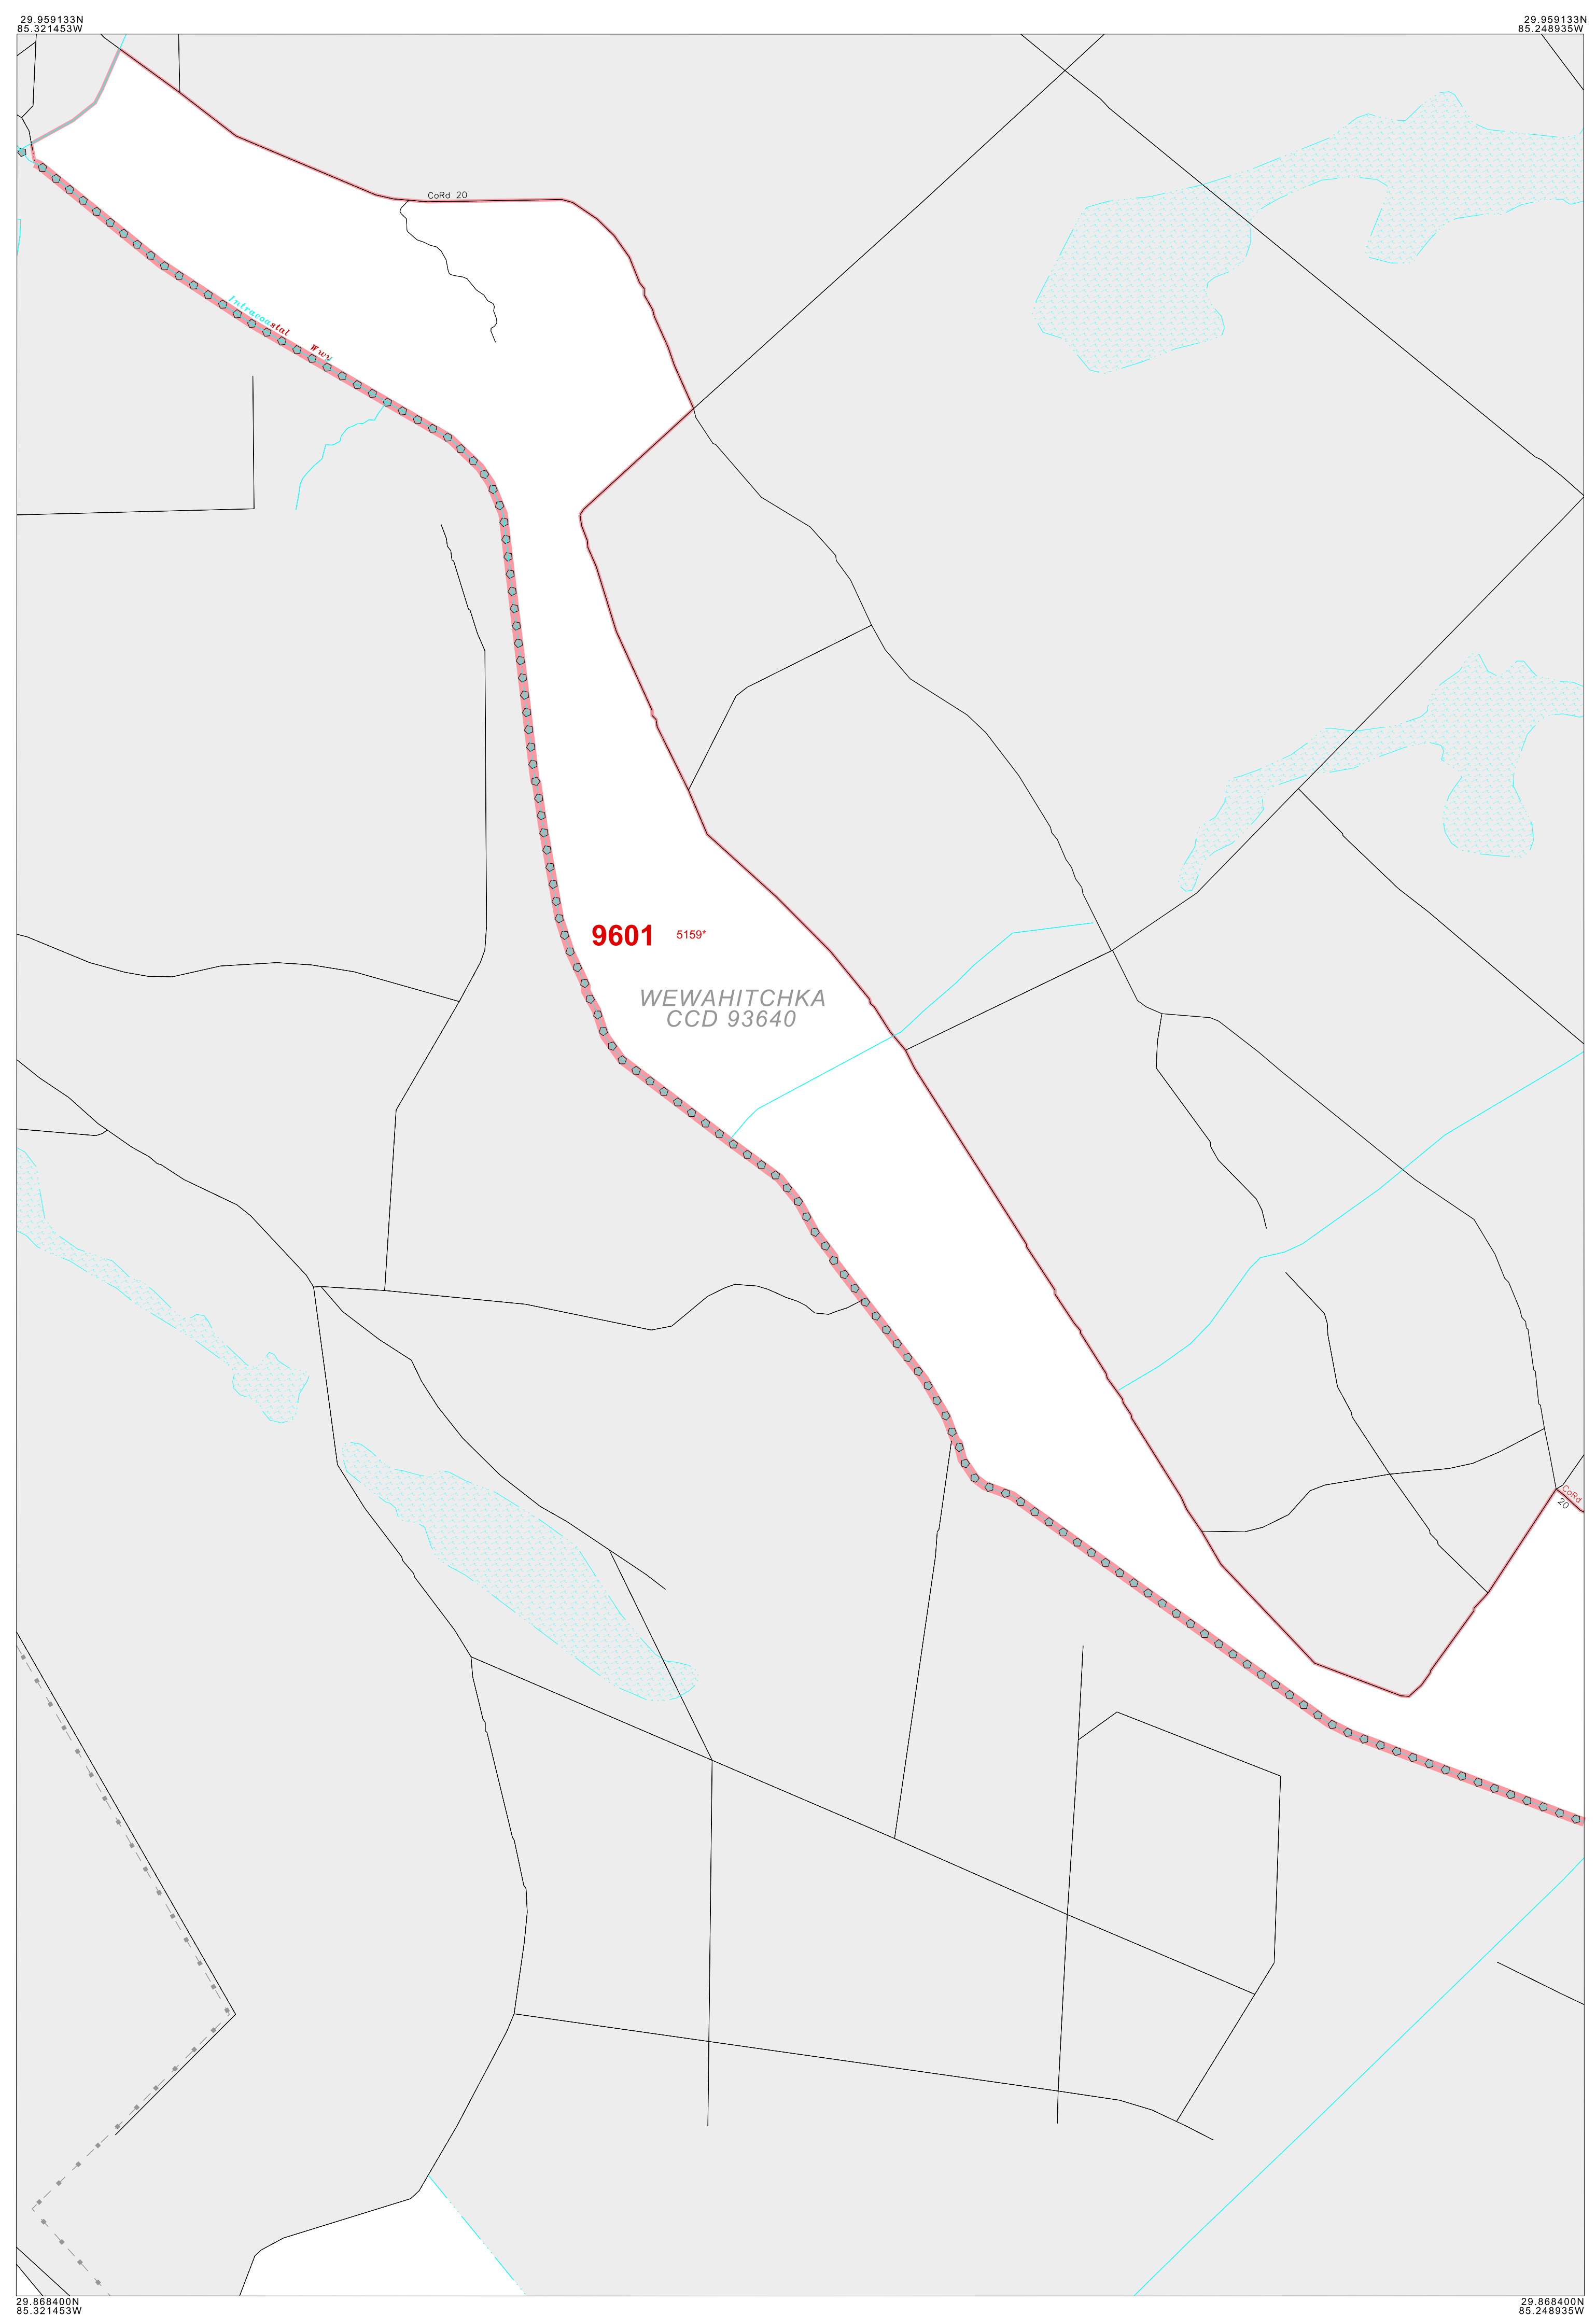 29.959133N
85.321453W
29.959133N
85.248935W
CoRd 20
Intracoastal Wwy
9601 5159*
WEWAHITCHKA
CCD 93640
CoRd
20
29.868400N
85.321453W
29.868400N
85.248935W